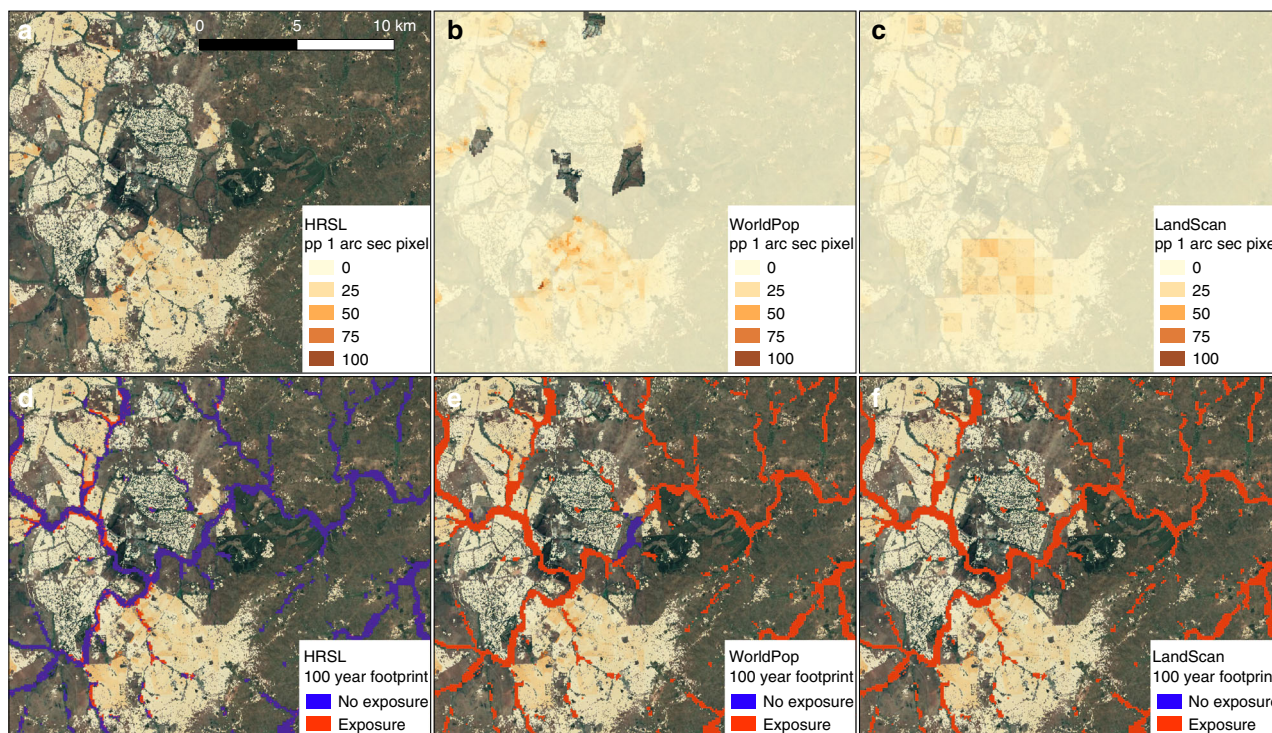 a
0 5 10 km
HRSL
pp 1 arc sec pixel
0
25
50
75
100
b
WorldPop
pp 1 arc sec pixel
0
25
50
75
100
c
LandScan
pp 1 arc sec pixel
0
25
50
75
100
d
HRSL
100 year footprint
No exposure
Exposure
e
WorldPop
100 year footprint
No exposure
Exposure
f
LandScan
100 year footprint
No exposure
Exposure